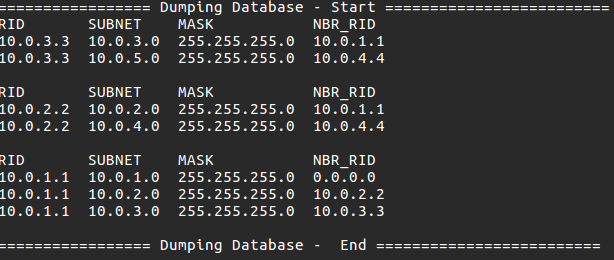 ================= Dumping Database - Start =========================
RID SUBNET MASK NBR_RID
10.0.3.3 10.0.3.0 255.255.255.0 10.0.1.1
10.0.3.3 10.0.5.0 255.255.255.0 10.0.4.4
RID SUBNET MASK NBR_RID
10.0.2.2 10.0.2.0 255.255.255.0 10.0.1.1
10.0.2.2 10.0.4.0 255.255.255.0 10.0.4.4
RID SUBNET MASK NBR_RID
10.0.1.1 10.0.1.0 255.255.255.0 0.0.0.0
10.0.1.1 10.0.2.0 255.255.255.0 10.0.2.2
10.0.1.1 10.0.3.0 255.255.255.0 10.0.3.3
================= Dumping Database -  End =========================